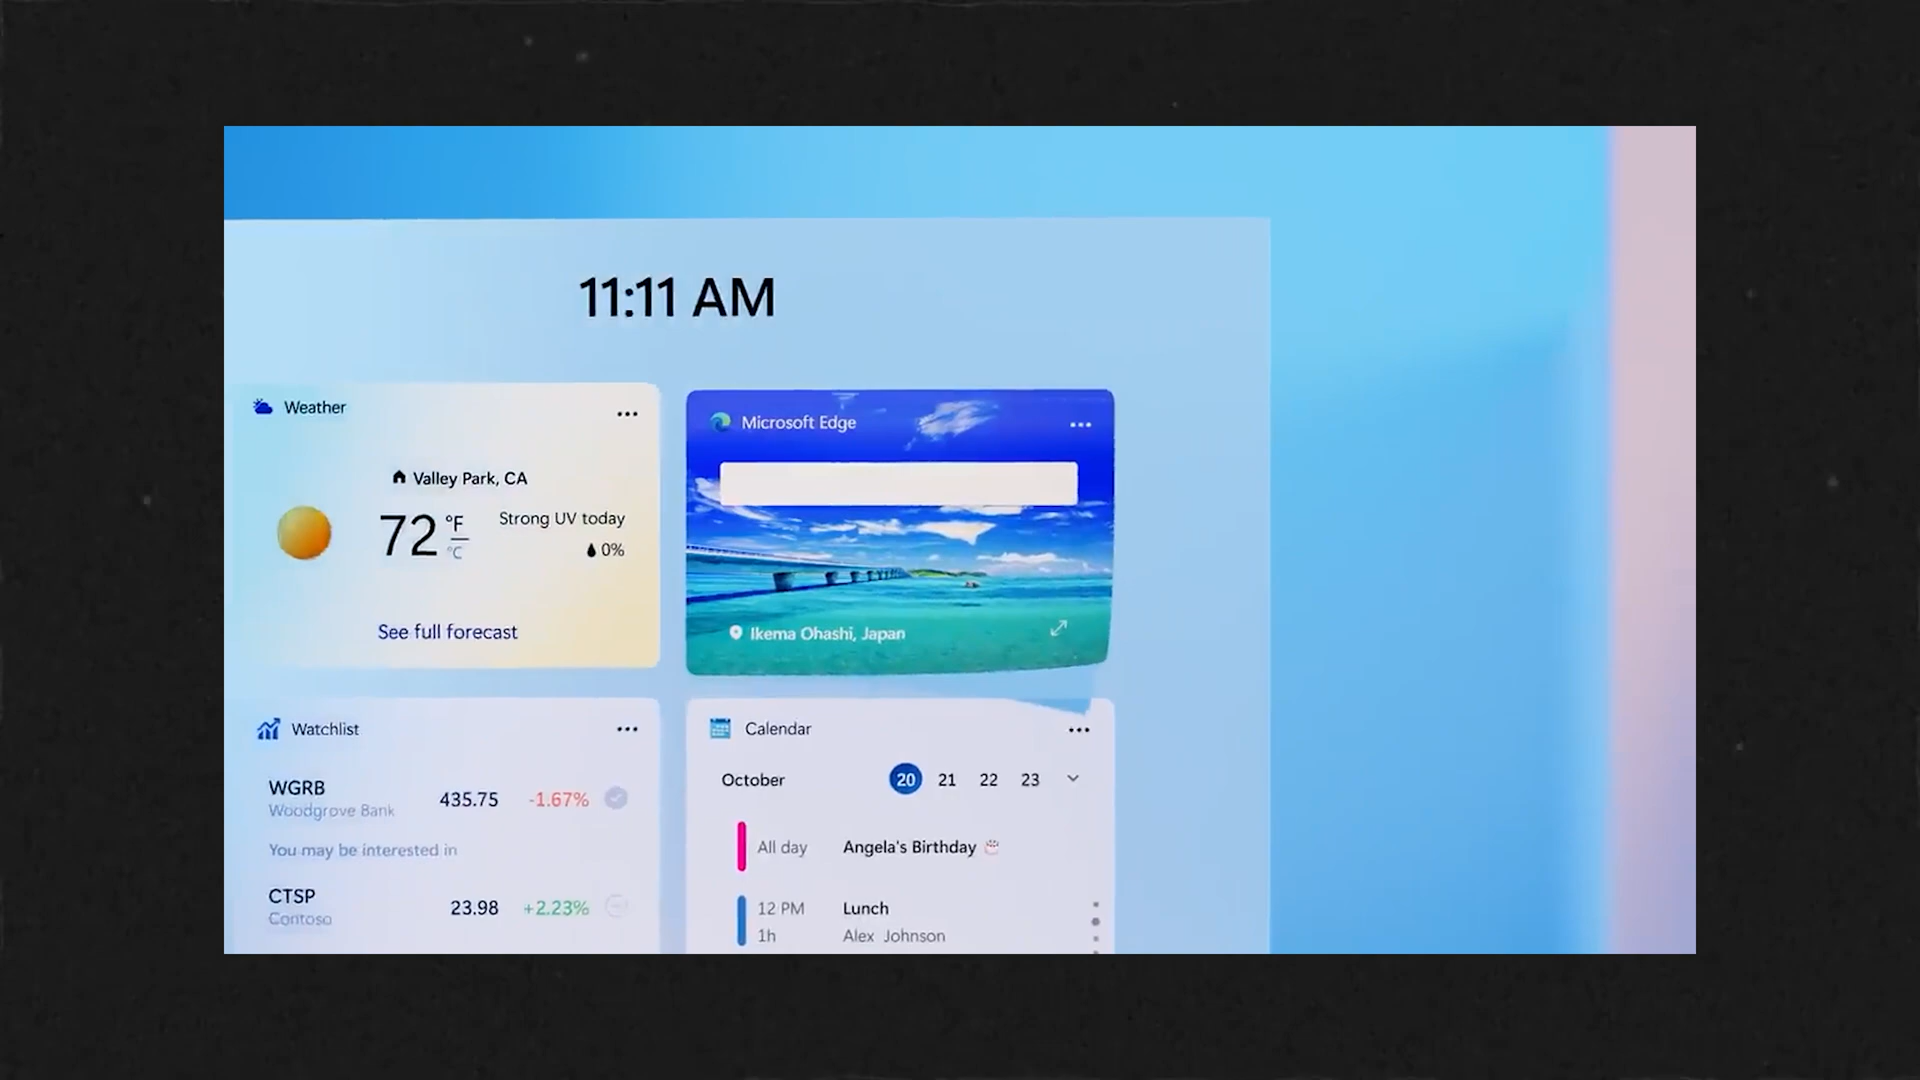 11:11 AM
Weather
Valley Park, CA
72 °F
°C
Strong UV today
0%
See full forecast
Microsoft Edge
Ikema Ohashi, Japan
Watchlist
WGRB 435.75 -1.67%
Woodgrove Bank
You may be interested in
CTSP 23.98 +2.23%
Contoso
Calendar
October 20 21 22 23
All day Angela's Birthday
12 PM Lunch
1h Alex Johnson